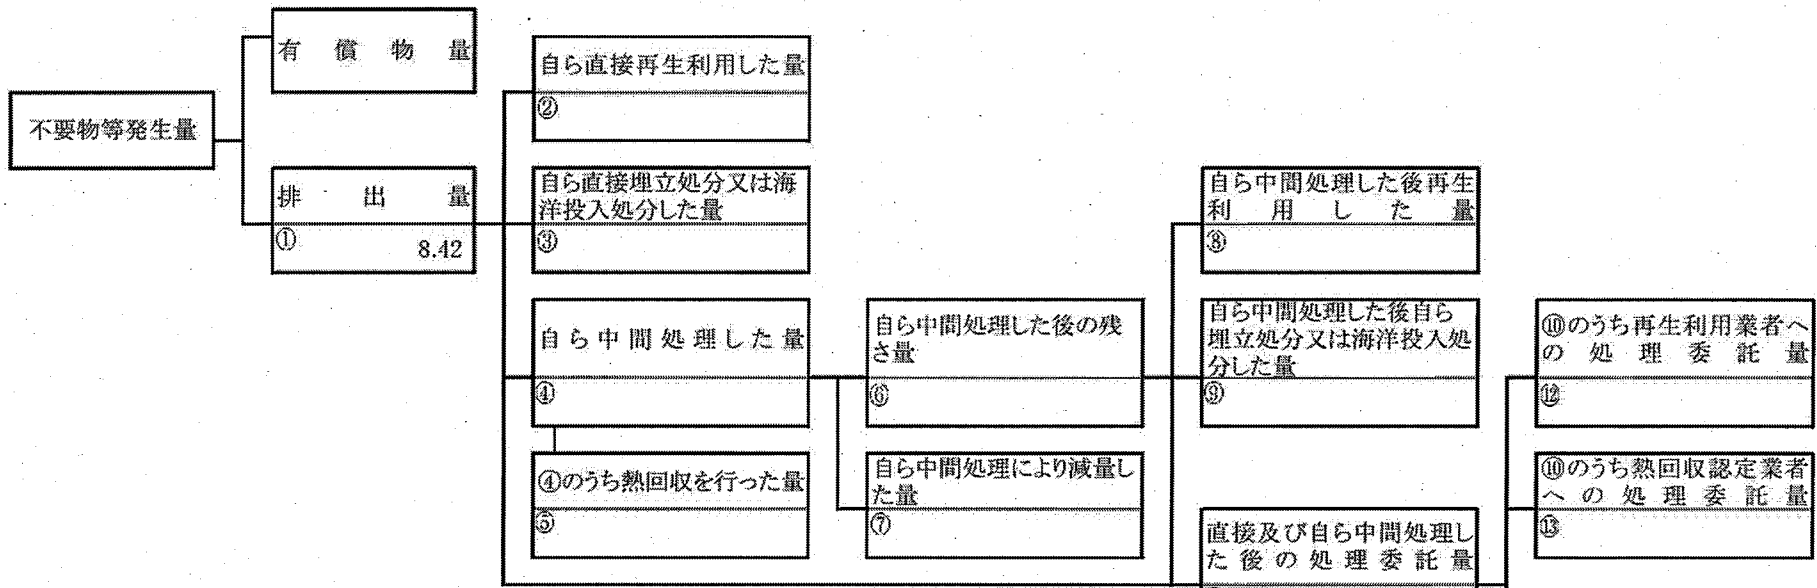 有償物量
不要物等発生量
排出量
①
8.42
自ら直接再生利用した量
②
自ら直接埋立処分又は海
洋投入処分した量
③
自ら中間処理した量
④
④のうち熱回収を行った量
⑤
自ら中間処理した後の残
さ量
⑥
自ら中間処理により減量し
た量
⑦
自ら中間処理した後再生
利用した量
⑧
自ら中間処理した後自ら
埋立処分又は海洋投入処
分した量
⑨
直接及び自ら中間処理し
た後の処理委託量
⑩のうち再生利用業者へ
の処理委託量
⑫
⑩のうち熱回収認定業者
への処理委託量
⑬